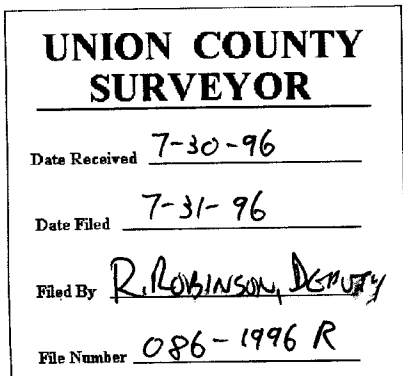 UNION COUNTY
SURVEYOR
Date Received 7-30-96
Date Filed 7-31-96
Filed By R. ROBINSON, DEPUTY
File Number 086-1996 R